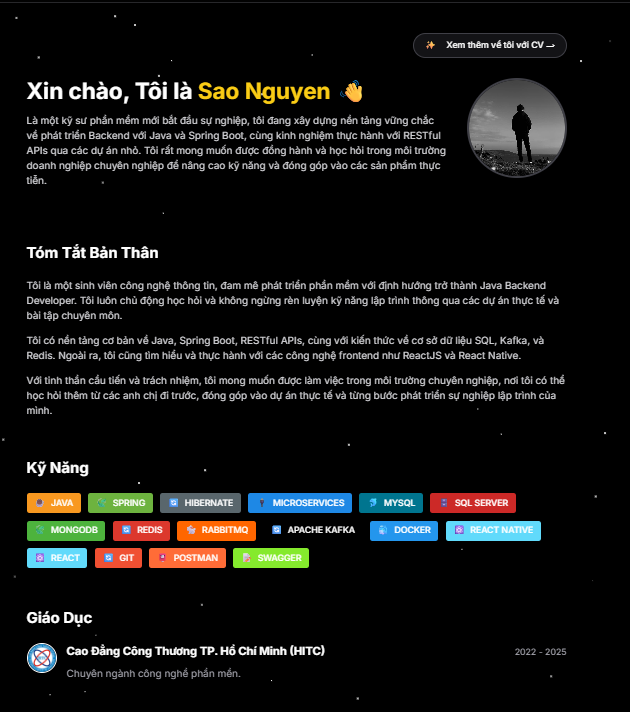 Xem thêm về tôi với CV
Xin chào, Tôi là Sao Nguyen
Là một kỹ sư phần mềm mới bắt đầu sự nghiệp, tôi đang xây dựng nền tảng vững chắc
về phát triển Backend với Java và Spring Boot, cùng kinh nghiệm thực hành với RESTful
APIs qua các dự án nhỏ. Tôi rất mong muốn được đồng hành và học hỏi trong môi trường
doanh nghiệp chuyên nghiệp để nâng cao kỹ năng và đóng góp vào các sản phẩm thực
tiễn.
Tóm Tắt Bản Thân
Tôi là một sinh viên công nghệ thông tin, đam mê phát triển phần mềm với định hướng trở thành Java Backend
Developer. Tôi luôn chủ động học hỏi và không ngừng rèn luyện kỹ năng lập trình thông qua các dự án thực tế và
bài tập chuyên môn.
Tôi có nền tảng cơ bản về Java, Spring Boot, RESTful APIs, cùng với kiến thức về cơ sở dữ liệu SQL, Kafka, và
Redis. Ngoài ra, tôi cũng tìm hiểu và thực hành với các công nghệ frontend như ReactJS và React Native.
Với tinh thần cầu tiến và trách nhiệm, tôi mong muốn được làm việc trong môi trường chuyên nghiệp, nơi tôi có thể
học hỏi thêm từ các anh chị đi trước, đóng góp vào dự án thực tế và từng bước phát triển sự nghiệp lập trình của
mình.
Kỹ Năng
JAVA SPRING HIBERNATE MICROSERVICES MYSQL SQL SERVER
MONGODB REDIS RABBITMQ APACHE KAFKA DOCKER REACT NATIVE
REACT GIT POSTMAN SWAGGER
Giáo Dục
Cao Đẳng Công Thương TP. Hồ Chí Minh (HITC) 2022 - 2025
Chuyên ngành công nghề phần mền.